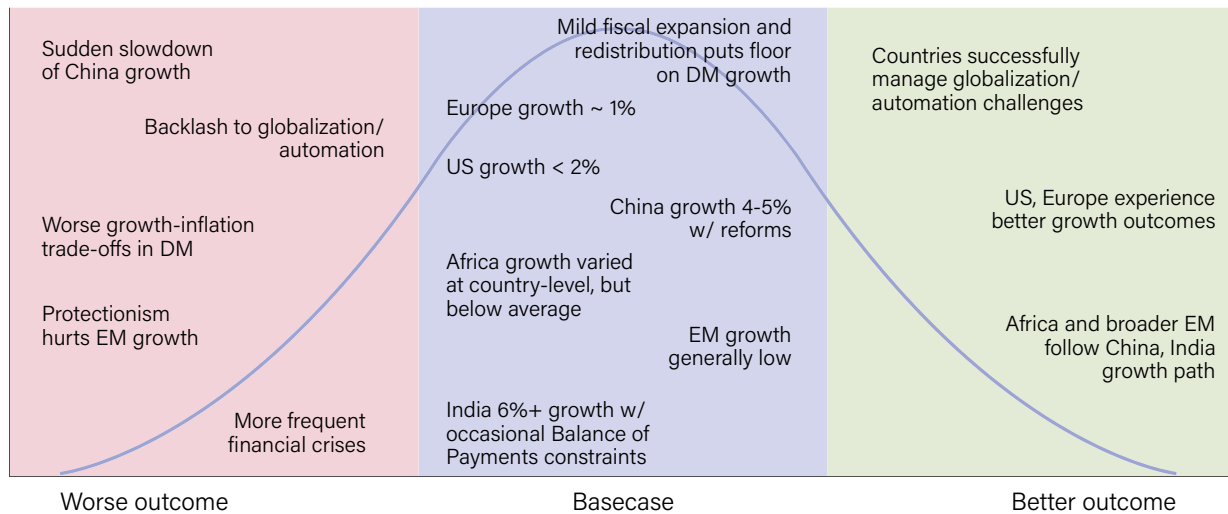 Sudden slowdown
of China growth
Backlash to globalization/
automation
Worse growth-inflation
trade-offs in DM
Protectionism
hurts EM growth
More frequent
financial crises
Mild fiscal expansion and
redistribution puts floor
on DM growth
Europe growth ~ 1%
US growth < 2%
China growth 4-5%
w/ reforms
Africa growth varied
at country-level, but
below average
EM growth
generally low
India 6%+ growth w/
occasional Balance of
Payments constraints
Countries successfully
manage globalization/
automation challenges
US, Europe experience
better growth outcomes
Africa and broader EM
follow China, India
growth path
Worse outcome
Basecase
Better outcome